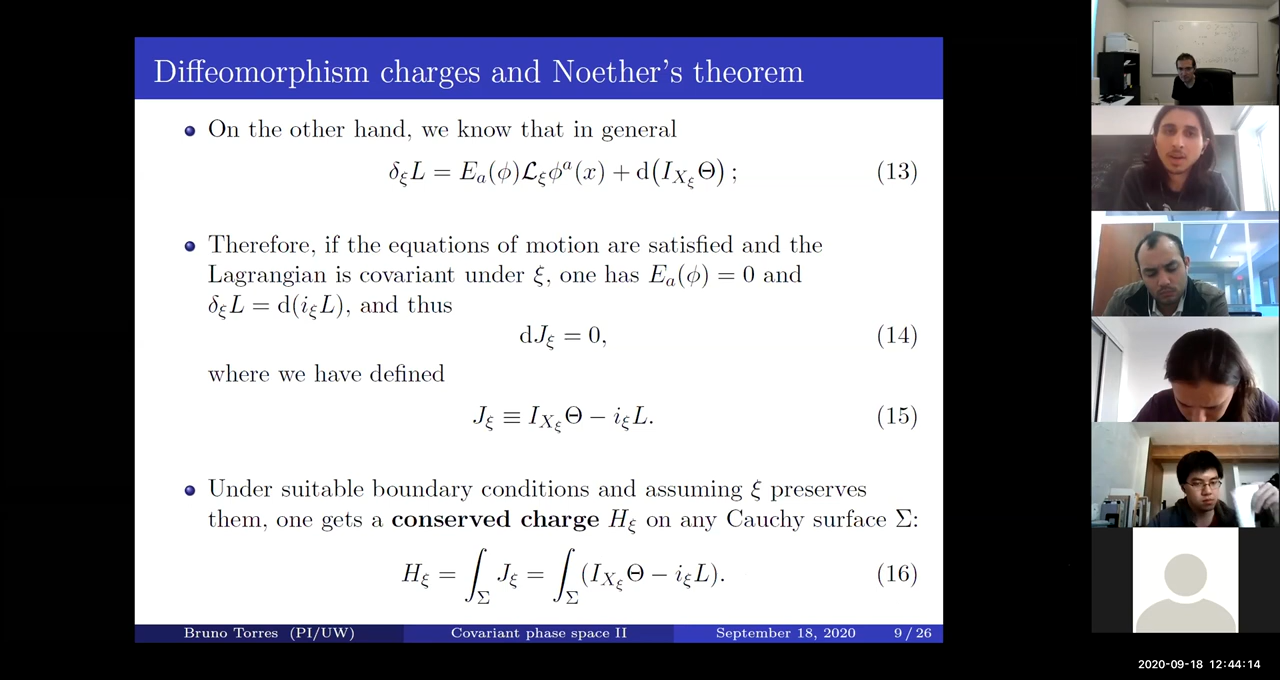 Diffeomorphism charges and Noether's theorem
On the other hand, we know that in general
δ_ξL = E_a(ϕ)ℒ_ξϕ^a(x) + d(I_{X_ξ}Θ) ; (13)
Therefore, if the equations of motion are satisfied and the
Lagrangian is covariant under ξ, one has E_a(ϕ) = 0 and
δ_ξL = d(i_ξL), and thus
dJ_ξ = 0, (14)
where we have defined
J_ξ ≡ I_{X_ξ}Θ − i_ξL. (15)
Under suitable boundary conditions and assuming ξ preserves
them, one gets a conserved charge H_ξ on any Cauchy surface Σ:
H_ξ = ∫_Σ J_ξ = ∫_Σ (I_{X_ξ}Θ − i_ξL). (16)
Bruno Torres (PI/UW) Covariant phase space II September 18, 2020 9 / 26
2020-09-18 12:44:14